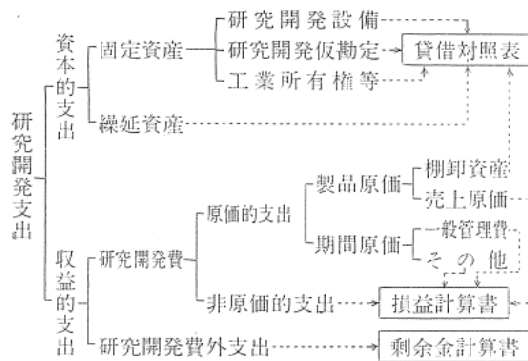 研究開発支出
資本的支出
固定資産
研究開発設備
研究開発仮勘定
工業所有権等
貸借対照表
繰延資産
収益的支出
研究開発費
原価的支出
製品原価
棚卸資産
売上原価
期間原価
一般管理費
その他
非原価的支出
損益計算書
研究開発費外支出
剰余金計算書